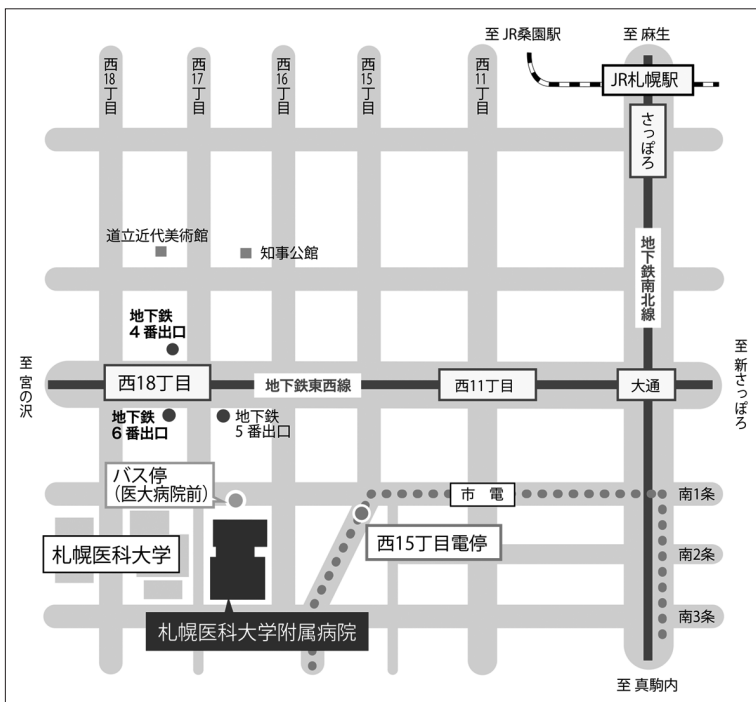 至 JR桑園駅
至 麻生
西18丁目
西17丁目
西16丁目
西15丁目
西11丁目
JR札幌駅
さっぽろ
道立近代美術館
知事公館
地下鉄南北線
地下鉄
4番出口
至 宮の沢
西18丁目
地下鉄東西線
西11丁目
大通
至 新さっぽろ
地下鉄
6番出口
地下鉄
5番出口
バス停
(医大病院前)
市 電
南1条
札幌医科大学
西15丁目電停
南2条
札幌医科大学附属病院
南3条
至 真駒内